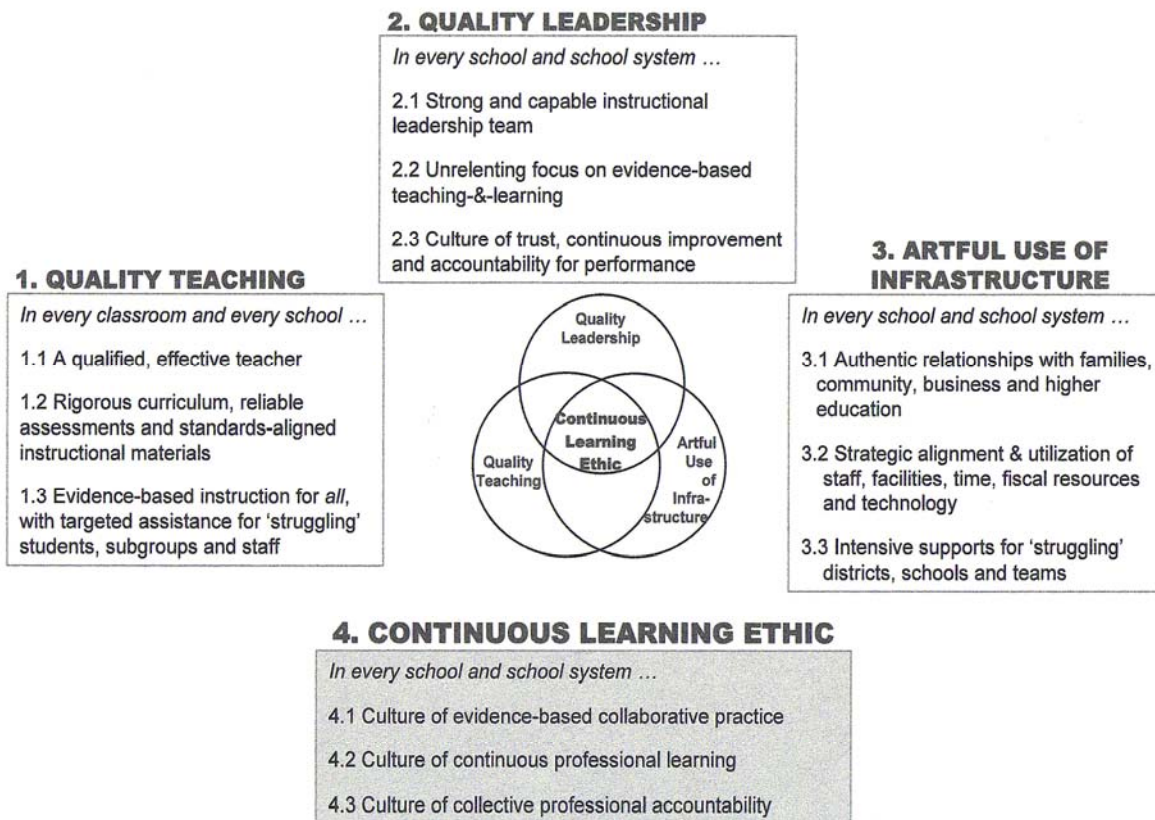 2. QUALITY LEADERSHIP
In every school and school system ...
2.1 Strong and capable instructional
leadership team
2.2 Unrelenting focus on evidence-based
teaching-&-learning
2.3 Culture of trust, continuous improvement
and accountability for performance
1. QUALITY TEACHING
In every classroom and every school ...
1.1 A qualified, effective teacher
1.2 Rigorous curriculum, reliable
assessments and standards-aligned
instructional materials
1.3 Evidence-based instruction for all,
with targeted assistance for ‘struggling’
students, subgroups and staff
Quality
Leadership
Continuous
Learning
Ethic
Quality
Teaching
Artful
Use
of
Infra-
structure
3. ARTFUL USE OF
INFRASTRUCTURE
In every school and school system ...
3.1 Authentic relationships with families,
community, business and higher
education
3.2 Strategic alignment & utilization of
staff, facilities, time, fiscal resources
and technology
3.3 Intensive supports for ‘struggling’
districts, schools and teams
4. CONTINUOUS LEARNING ETHIC
In every school and school system ...
4.1 Culture of evidence-based collaborative practice
4.2 Culture of continuous professional learning
4.3 Culture of collective professional accountability